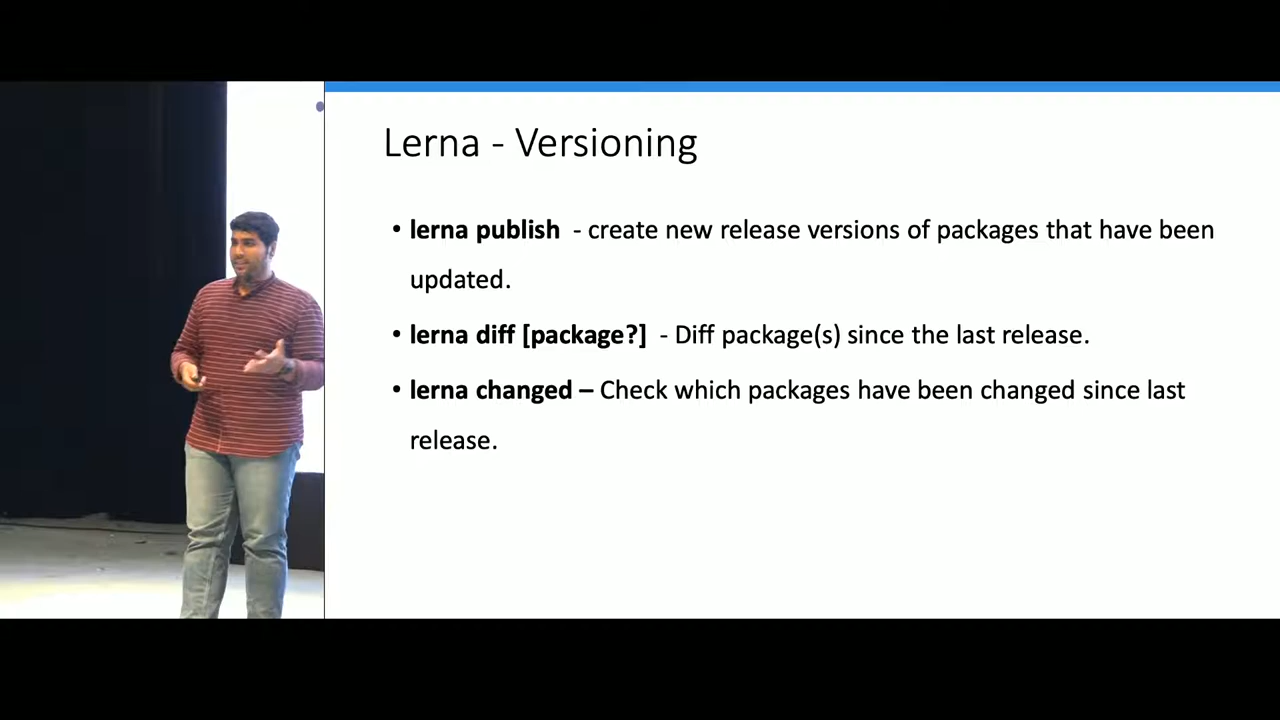 Lerna - Versioning
• lerna publish - create new release versions of packages that have been
updated.
• lerna diff [package?] - Diff package(s) since the last release.
• lerna changed – Check which packages have been changed since last
release.